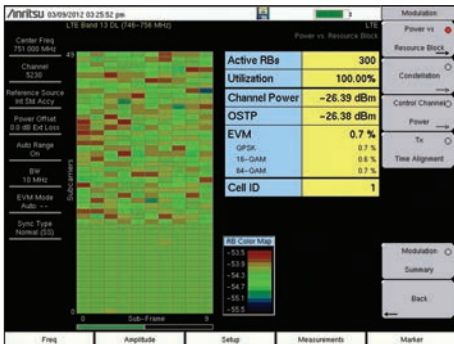 Anritsu 03/09/2012 03:25:52 pm
LTE Band 13 DL (746-756 MHz)
LTE
Power vs. Resource Block
Center Freq
751.000 MHz
Channel
5230
Reference Source
Int Std Accy
Power Offset
0.0 dB Ext Loss
Auto Range
On
BW
10 MHz
EVM Mode
Auto: --
Sync Type
Normal (SS)
49
Subcarriers
0
0 Sub-Frame 9
Active RBs 300
Utilization 100.00%
Channel Power -26.39 dBm
OSTP -26.38 dBm
EVM 0.7 %
QPSK 0.7 %
16-QAM 0.6 %
64-QAM 0.7 %
Cell ID 1
RB Color Map
-53.5
-53.9
-54.3
-54.7
-55.1
-55.5
Modulation
Power vs
Resource Block
Constellation
Control Channel
Power
Tx
Time Alignment
Modulation
Summary
Back
Freq Amplitude Setup Measurements Marker